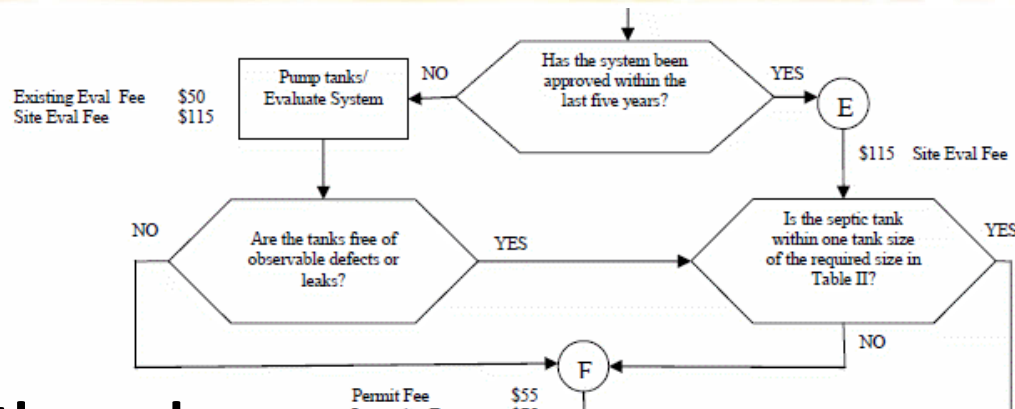 Has the system been
approved within the
last five years?
NO
YES
Pump tanks/
Evaluate System
Existing Eval Fee $50
Site Eval Fee $115
E
$115 Site Eval Fee
NO
Are the tanks free of
observable defects or
leaks?
YES
Is the septic tank
within one tank size
of the required size in
Table II?
YES
NO
F
Permit Fee $55